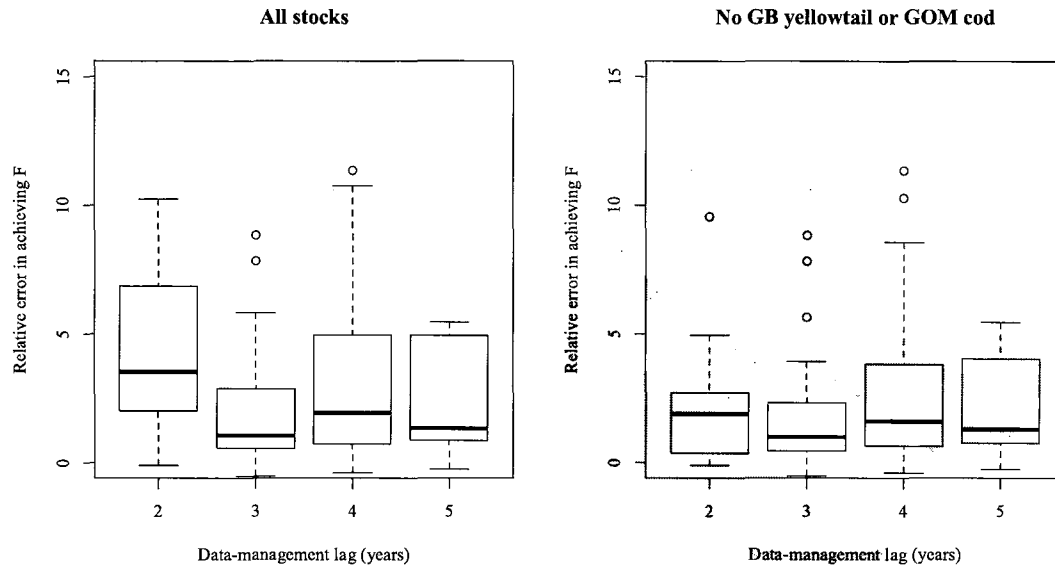 All stocks
15
10
5
0
Relative error in achieving F
2 3 4 5
Data-management lag (years)
No GB yellowtail or GOM cod
15
10
5
0
Relative error in achieving F
2 3 4 5
Data-management lag (years)